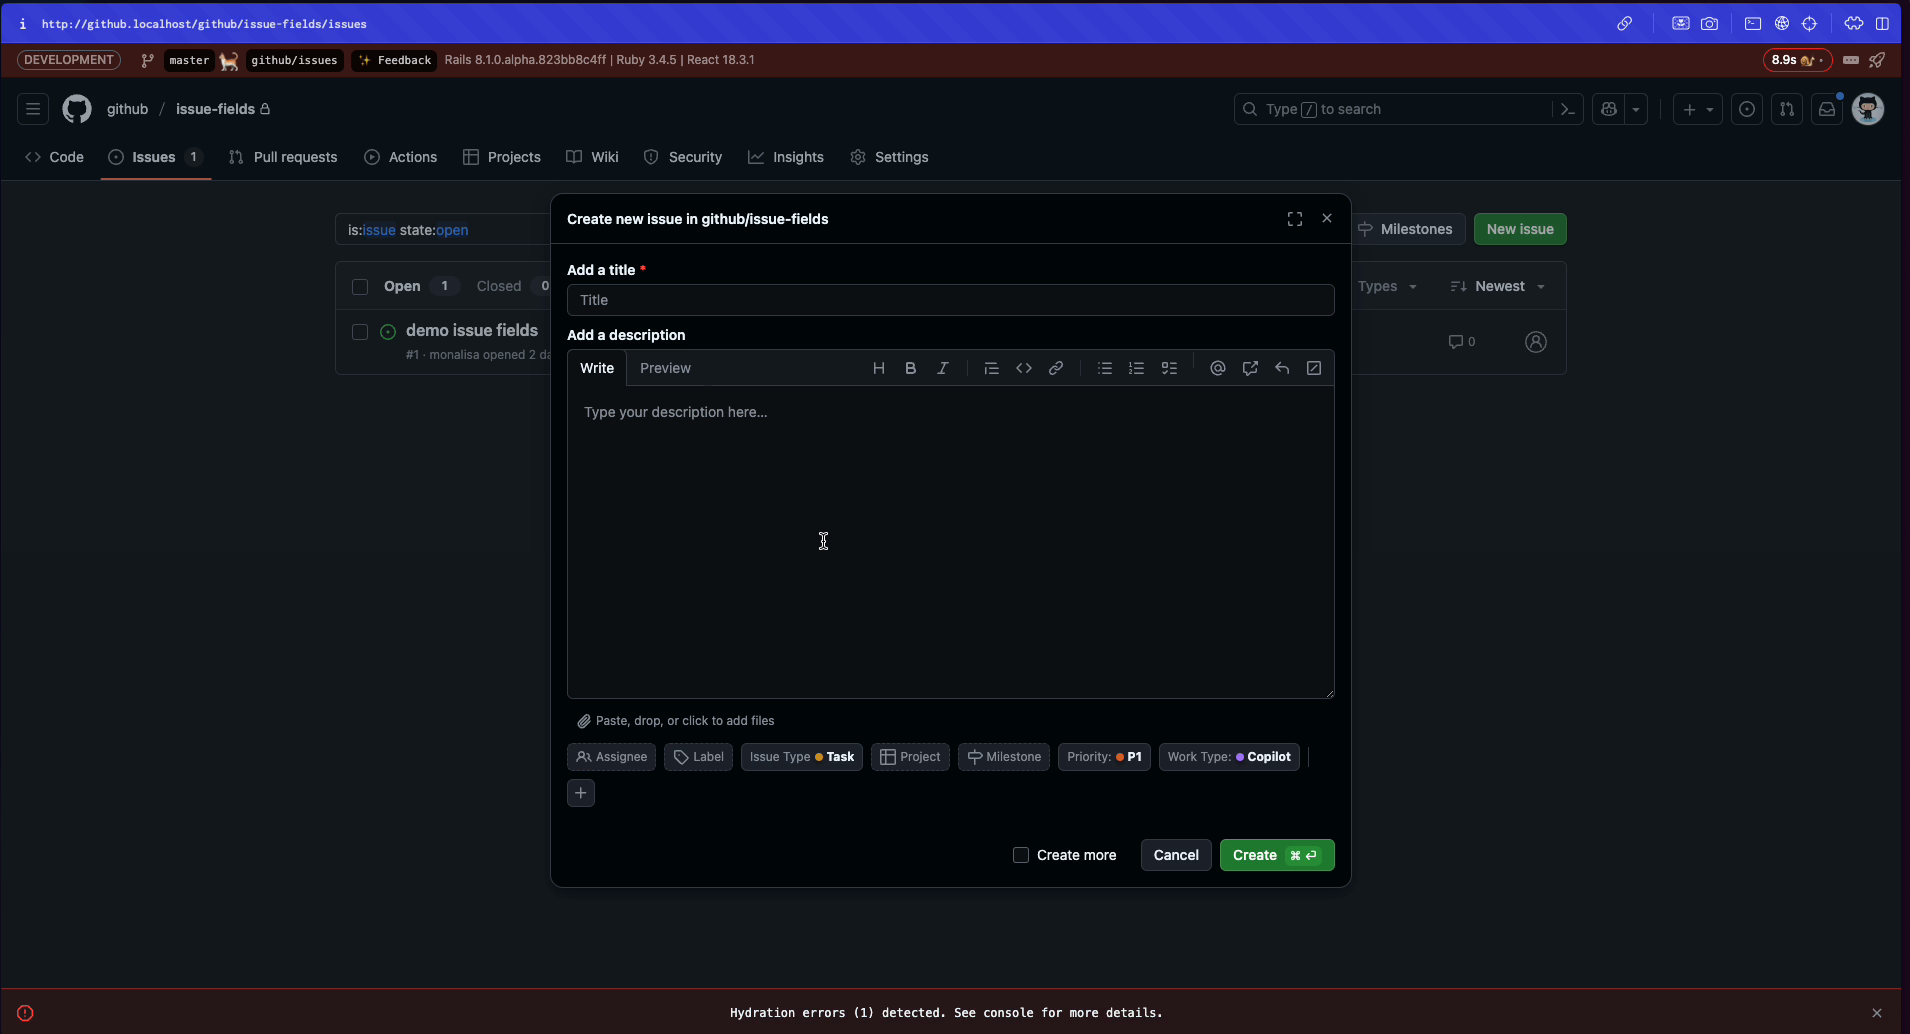 http://github.localhost/github/issue-fields/issues
DEVELOPMENT master github/issues ✨ Feedback Rails 8.1.0.alpha.823bb8c4ff | Ruby 3.4.5 | React 18.3.1 8.9s
github / issue-fields Type / to search
Code Issues 1 Pull requests Actions Projects Wiki Security Insights Settings
Create new issue in github/issue-fields
is:issue state:open Milestones New issue
Add a title *
Open 1 Closed 0 Types Newest
Title
demo issue fields
Add a description
#1 · monalisa opened 2 da 0
Write Preview
Type your description here...
Paste, drop, or click to add files
Assignee Label Issue Type Task Project Milestone Priority: P1 Work Type: Copilot
Create more Cancel Create ⌘ ⏎
Hydration errors (1) detected. See console for more details.